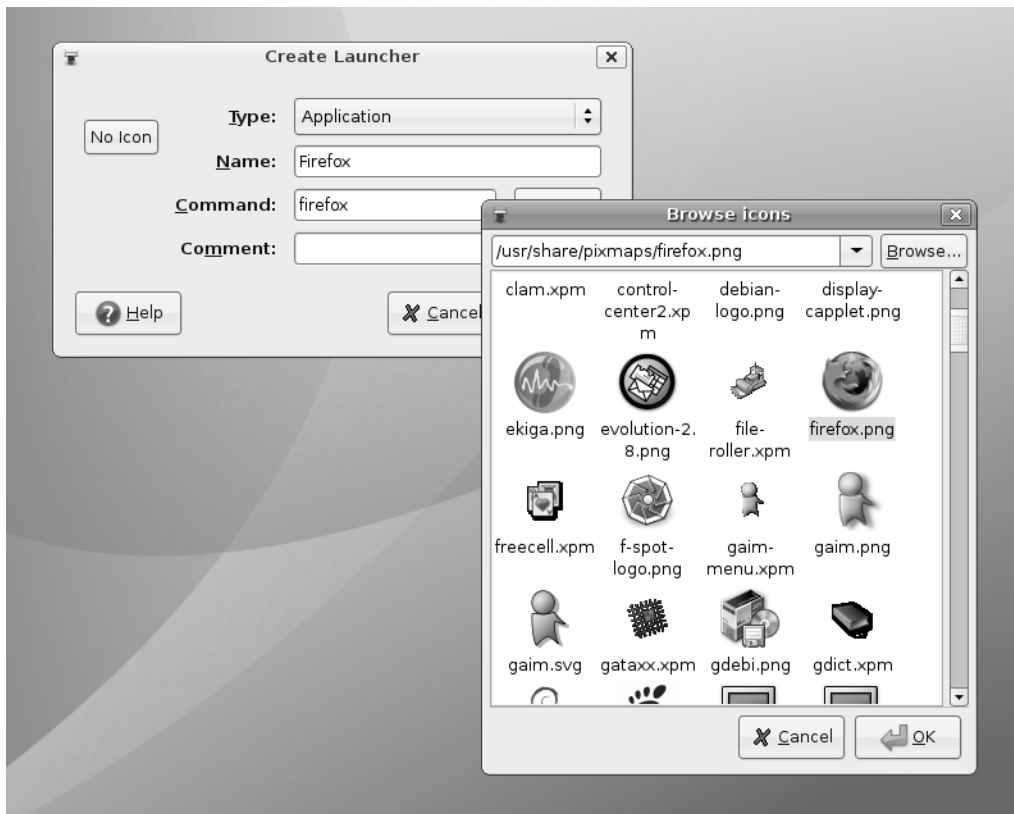 Create Launcher
No Icon
Type:
Application
Name:
Firefox
Command:
firefox
Comment:
Help
Cancel
Browse icons
/usr/share/pixmaps/firefox.png
Browse...
clam.xpm
control-
center2.xp
m
debian-
logo.png
display-
capplet.png
ekiga.png
evolution-2.
8.png
file-
roller.xpm
firefox.png
freecell.xpm
f-spot-
logo.png
gaim-
menu.xpm
gaim.png
gaim.svg
gataxx.xpm
gdebi.png
gdict.xpm
Cancel
OK